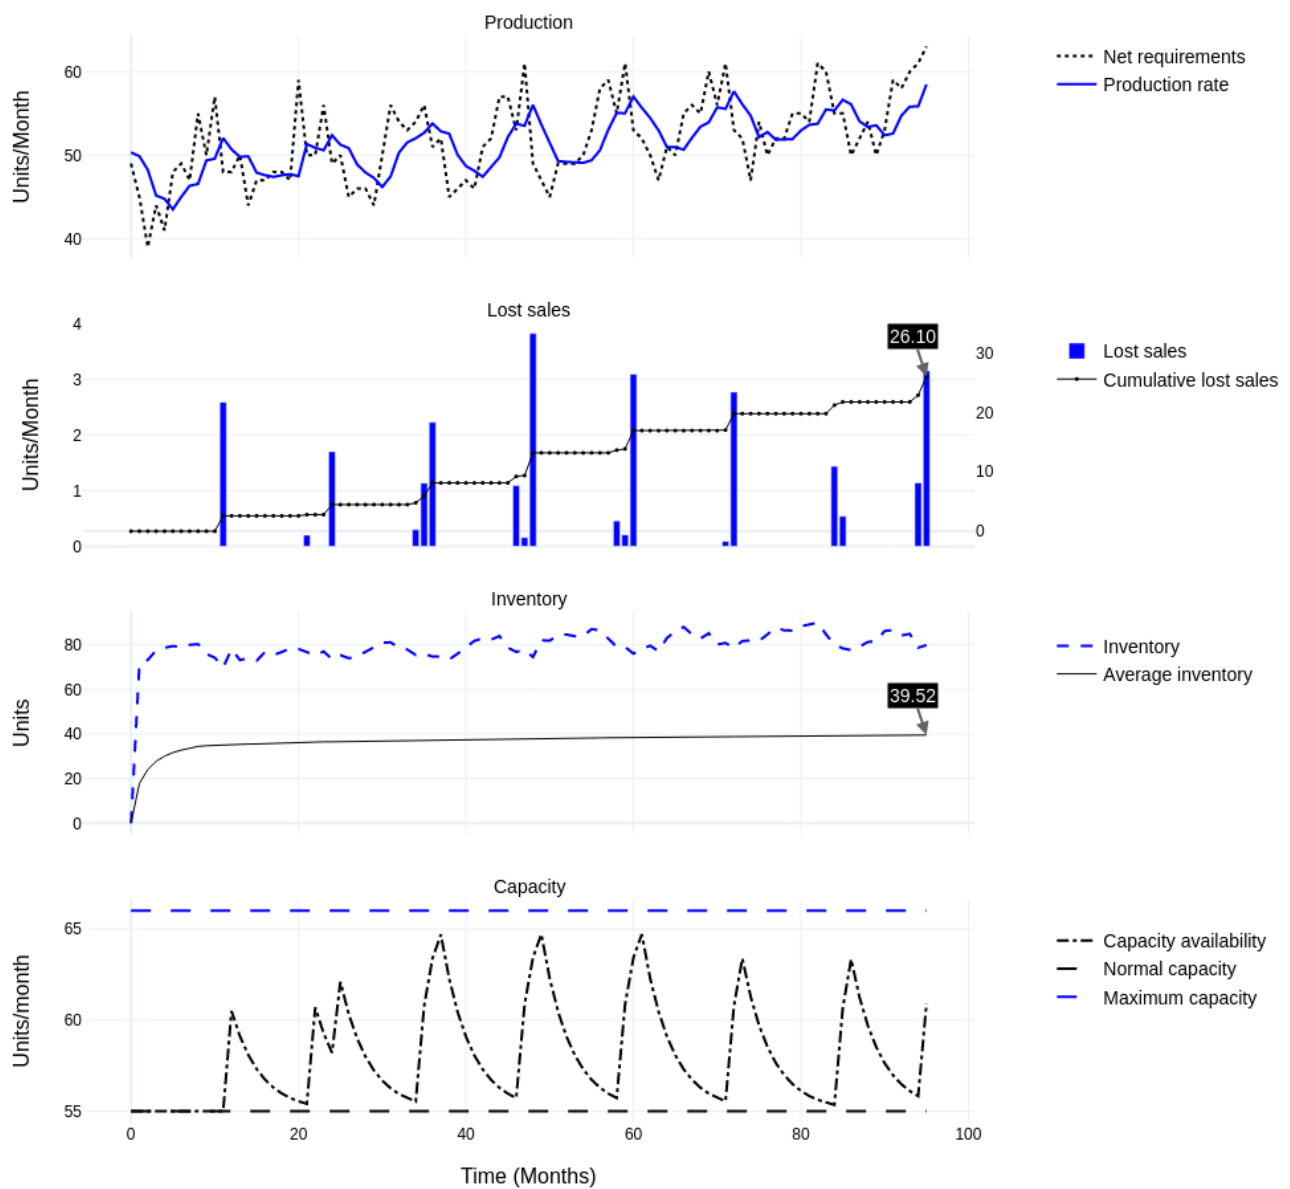 Production
Units/Month
60
50
40
Net requirements
Production rate
Lost sales
Units/Month
4
3
2
1
0
30
20
10
0
26.10
Lost sales
Cumulative lost sales
Inventory
Units
80
60
40
20
0
39.52
Inventory
Average inventory
Capacity
Units/month
65
60
55
Capacity availability
Normal capacity
Maximum capacity
0 20 40 60 80 100
Time (Months)